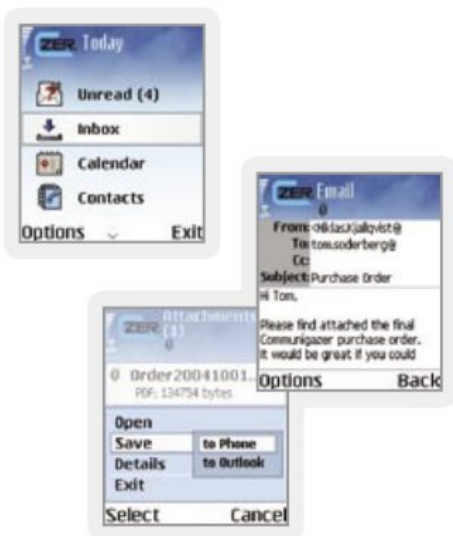 ZER Today
Unread (4)
Inbox
Calendar
Contacts
Options Exit
ZER Email
From:
To: tom.soderberg@
Cc:
Subject: Purchase Order
Hi Tom,
Please find attached the final
Communigazer purchase order.
It would be great if you could
Options Back
ZER Attachments
(1)
Order20041001...
PDF; 134754 bytes
Open
Save to Phone
Details to Outlook
Exit
Select Cancel